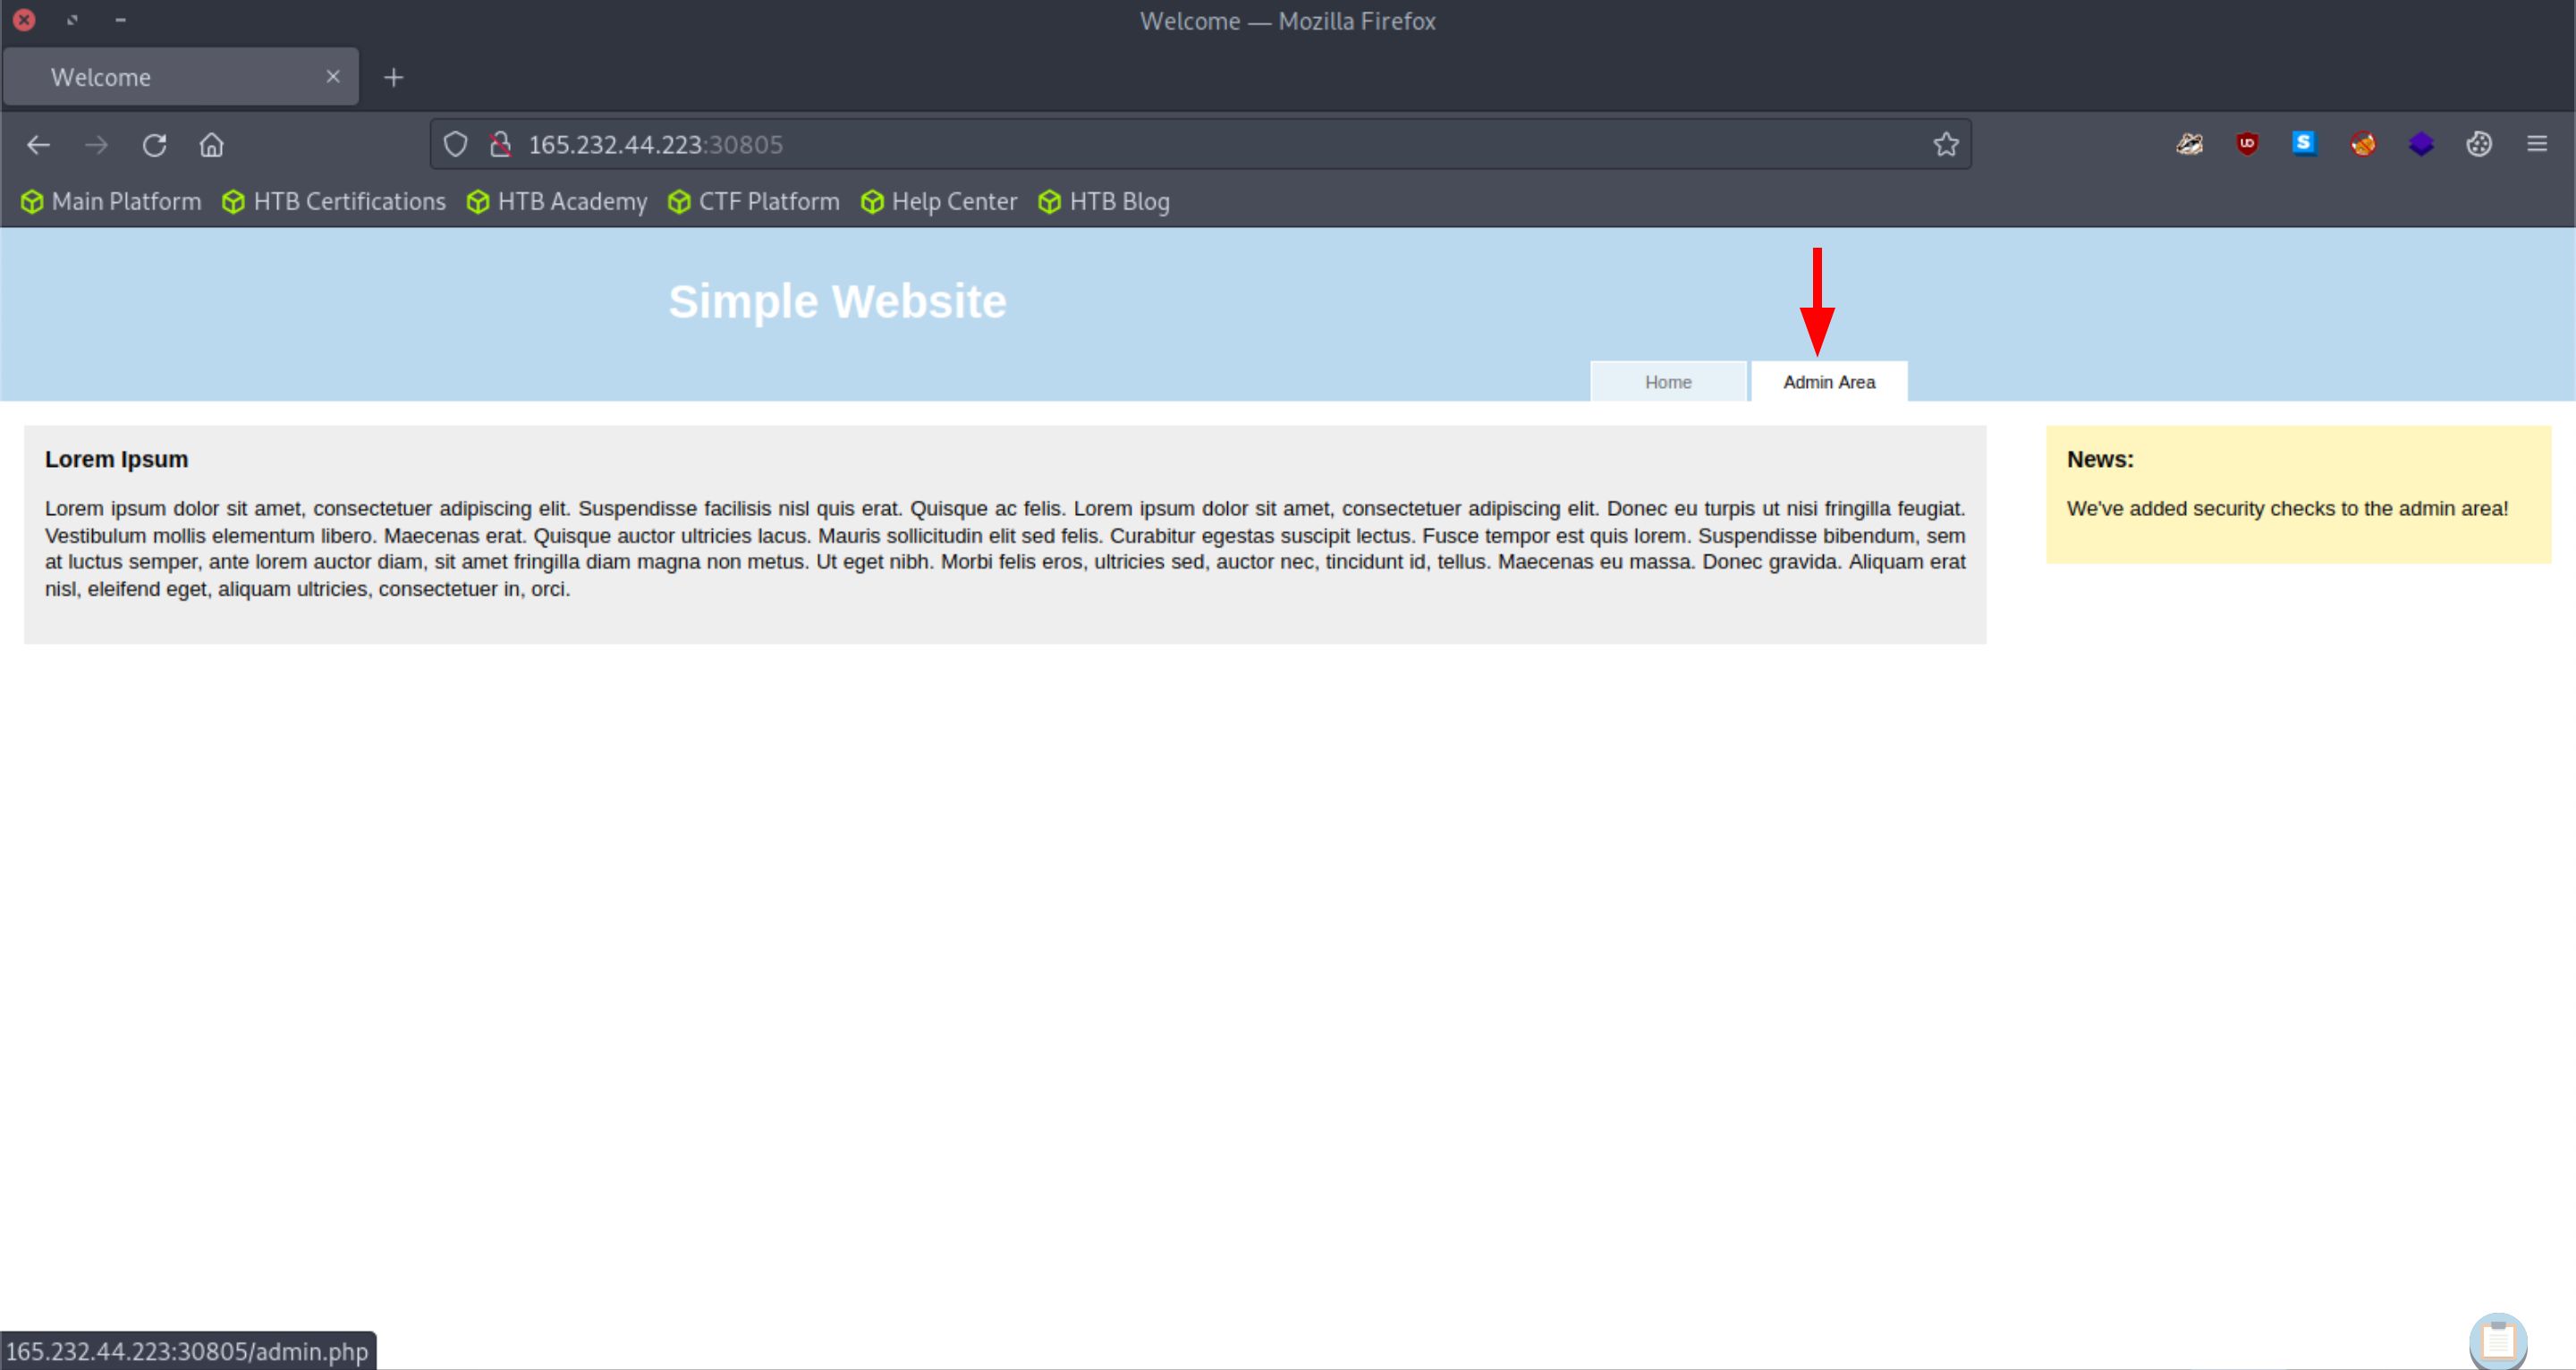 Welcome — Mozilla Firefox
Welcome
165.232.44.223:30805
UD
S
Main Platform HTB Certifications HTB Academy CTF Platform Help Center HTB Blog
Simple Website
Home Admin Area
Lorem Ipsum
Lorem ipsum dolor sit amet, consectetuer adipiscing elit. Suspendisse facilisis nisl quis erat. Quisque ac felis. Lorem ipsum dolor sit amet, consectetuer adipiscing elit. Donec eu turpis ut nisi fringilla feugiat.
Vestibulum mollis elementum libero. Maecenas erat. Quisque auctor ultricies lacus. Mauris sollicitudin elit sed felis. Curabitur egestas suscipit lectus. Fusce tempor est quis lorem. Suspendisse bibendum, sem
at luctus semper, ante lorem auctor diam, sit amet fringilla diam magna non metus. Ut eget nibh. Morbi felis eros, ultricies sed, auctor nec, tincidunt id, tellus. Maecenas eu massa. Donec gravida. Aliquam erat
nisl, eleifend eget, aliquam ultricies, consectetuer in, orci.
News:
We've added security checks to the admin area!
165.232.44.223:30805/admin.php